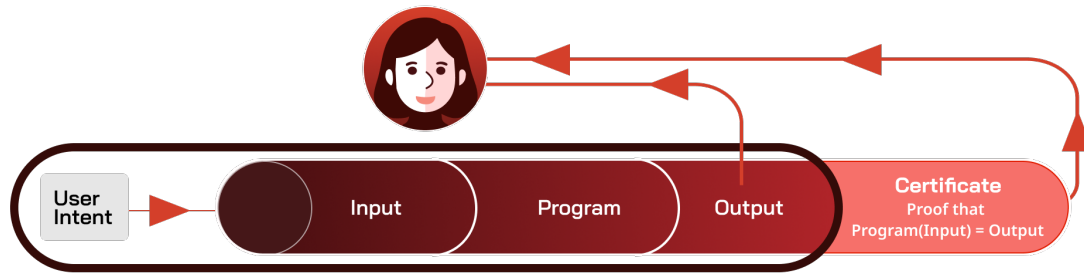 User
Intent
Input
Program
Output
Certificate
Proof that
Program(Input) = Output